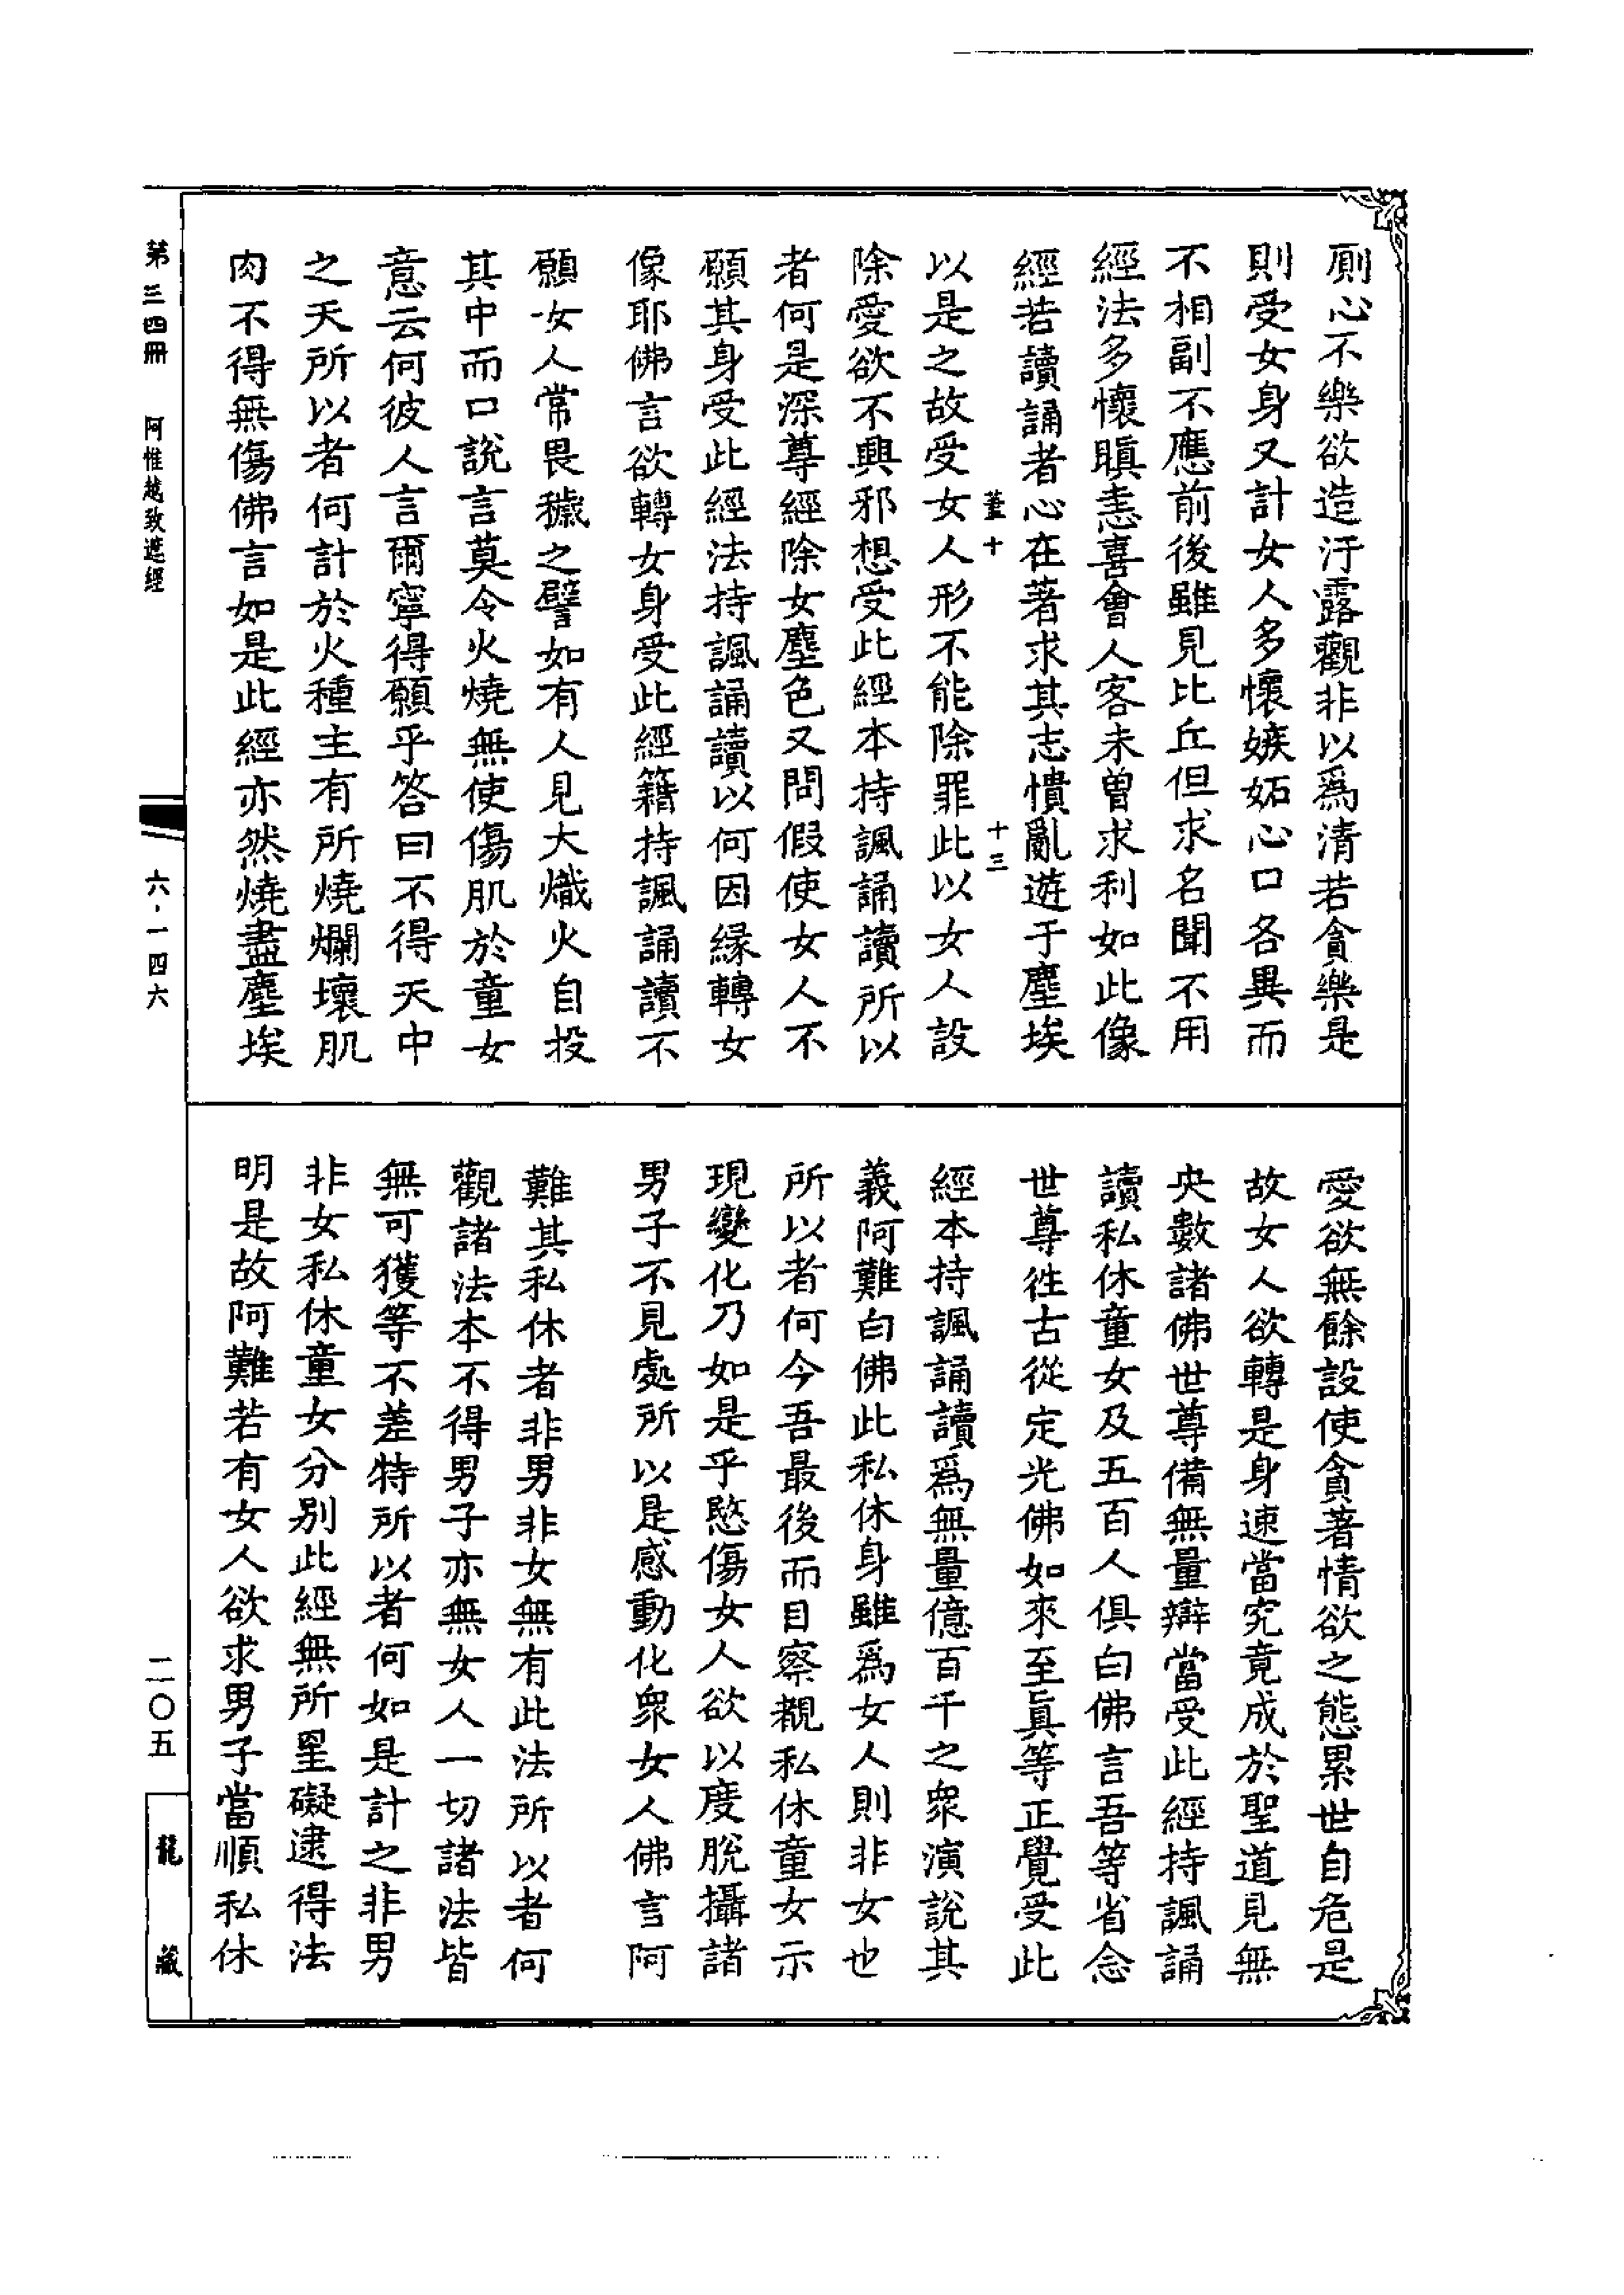 厠心不樂欲造汙露觀非以爲清若貪樂是
則受女身又計女人多懷嫉妬心口各異而
不相副不應前後雖見比丘但求名聞不用
經法多懷瞋恚喜會人客未曾求利如此像
經若讀誦者心在著求其志憒亂遊于塵埃
董十
十三
以是之故受女人形不能除罪此以女人設
除愛欲不興邪想受此經本持諷誦讀所以
者何是深尊經除女塵色又問假使女人不
願其身受此經法持諷誦讀以何因緣轉女
像耶佛言欲轉女身受此經籍持諷誦讀不
願女人常畏穢之譬如有人見大熾火自投
其中而口說言莫令火燒無使傷肌於童女
意云何彼人言爾寧得願乎答曰不得天中
之天所以者何計於火種主有所燒爛壞肌
肉不得無傷佛言如是此經亦然燒盡塵埃
愛欲無餘設使貪著情欲之態累世自危是
故女人欲轉是身速當究竟成於聖道見無
央數諸佛世尊備無量辯當受此經持諷誦
讀私休童女及五百人俱白佛言吾等省念
世尊徃古從定光佛如來至真等正覺受此
經本持諷誦讀爲無量億百千之衆演說其
義阿難白佛此私休身雖爲女人則非女也
所以者何今吾最後而目察覩私休童女示
現變化乃如是乎愍傷女人欲以度脫攝諸
男子不見處所以是感動化衆女人佛言阿
難其私休者非男非女無有此法所以者何
觀諸法本不得男子亦無女人一切諸法皆
無可獲等不差特所以者何如是計之非男
非女私休童女分别此經無所罣礙逮得法
明是故阿難若有女人欲求男子當順私休
第三四冊 阿惟越致遮經
六·一四六
二〇五
龍藏